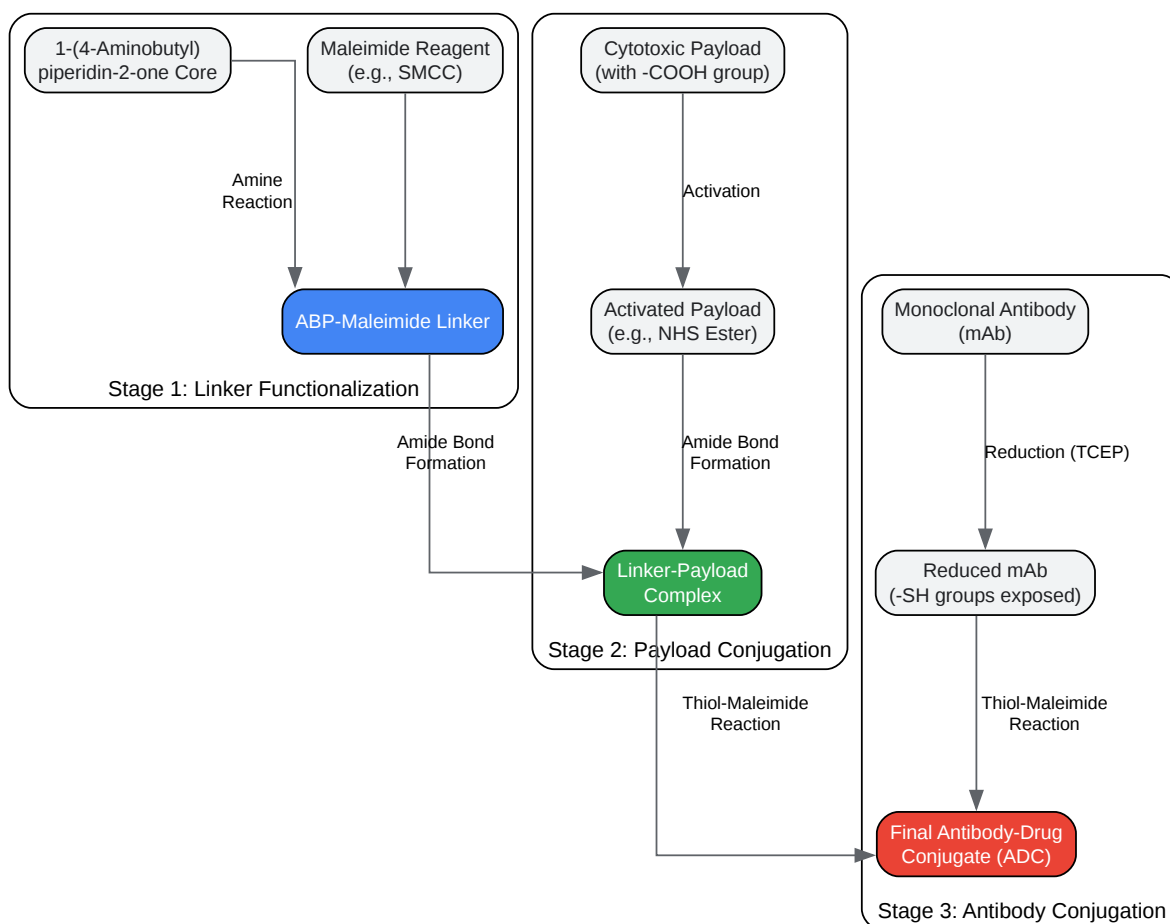 1-(4-Aminobutyl)
piperidin-2-one Core
Maleimide Reagent
(e.g., SMCC)
Amine
Reaction
ABP-Maleimide Linker
Stage 1: Linker Functionalization
Amide Bond
Formation
Cytotoxic Payload
(with -COOH group)
Activation
Activated Payload
(e.g., NHS Ester)
Amide Bond
Formation
Linker-Payload
Complex
Stage 2: Payload Conjugation
Thiol-Maleimide
Reaction
Monoclonal Antibody
(mAb)
Reduction (TCEP)
Reduced mAb
(-SH groups exposed)
Thiol-Maleimide
Reaction
Final Antibody-Drug
Conjugate (ADC)
Stage 3: Antibody Conjugation